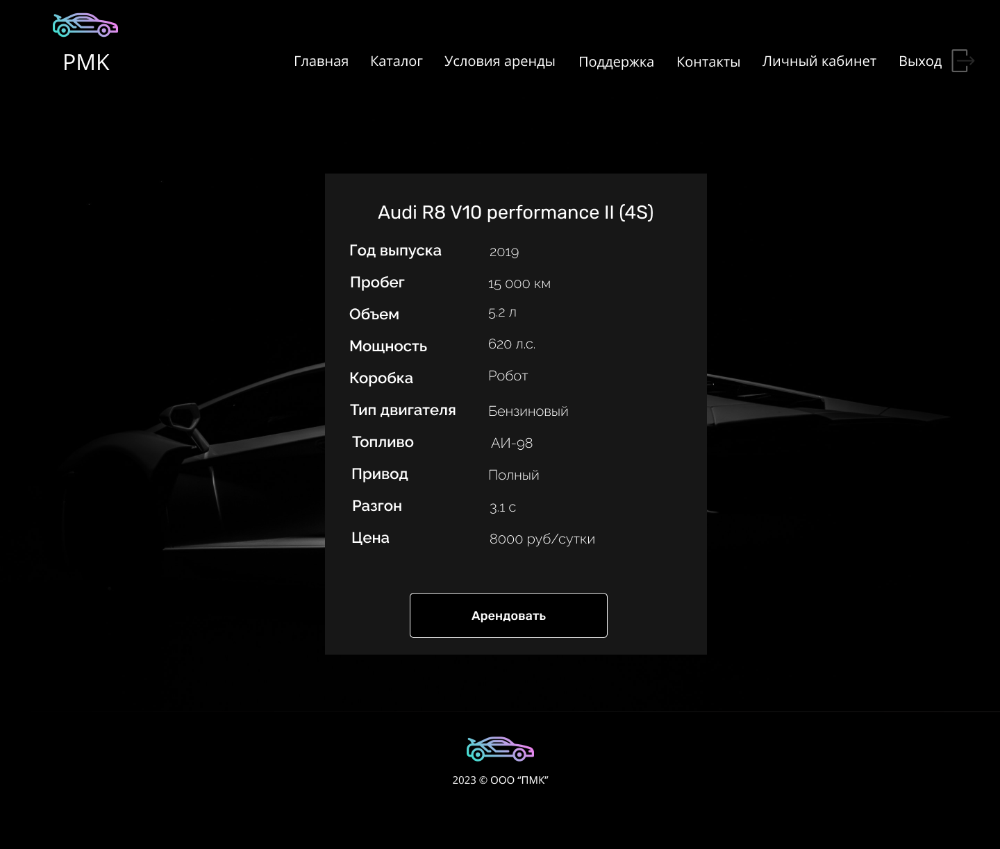 PMK
Главная Каталог Условия аренды Поддержка Контакты Личный кабинет Выход
Audi R8 V10 performance II (4S)
Год выпуска 2019
Пробег 15 000 км
Объем 5.2 л
Мощность 620 л.с.
Коробка Робот
Тип двигателя Бензиновый
Топливо АИ-98
Привод Полный
Разгон 3.1 с
Цена 8000 руб/сутки
Арендовать
2023 © ООО “ПМК”